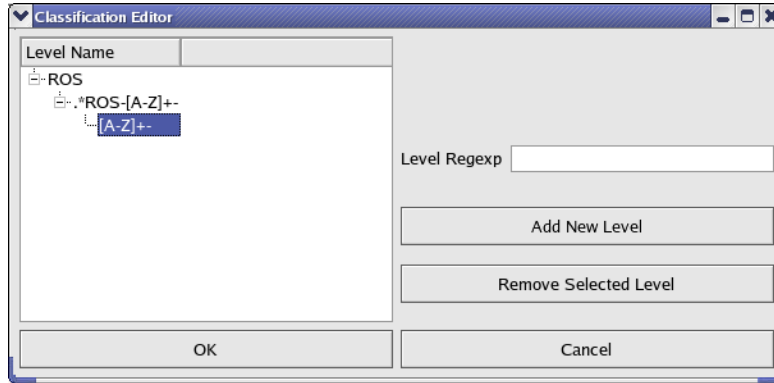 Classification Editor
Level Name
ROS
.*ROS-[A-Z]+-
[A-Z]+-
Level Regexp
Add New Level
Remove Selected Level
OK
Cancel